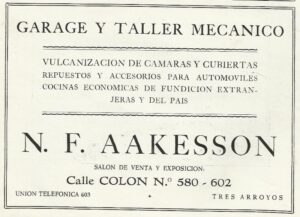 GARAGE Y TALLER MECANICO
VULCANIZACION DE CAMARAS Y CUBIERTAS
REPUESTOS Y ACCESORIOS PARA AUTOMOVILES
COCINAS ECONOMICAS DE FUNDICION EXTRAN-
JERAS Y DEL PAIS
N. F. AAKESSON
SALON DE VENTA Y EXPOSICION:
Calle COLON N.º 580 - 602
UNION TELEFONICA 603 TRES ARROYOS